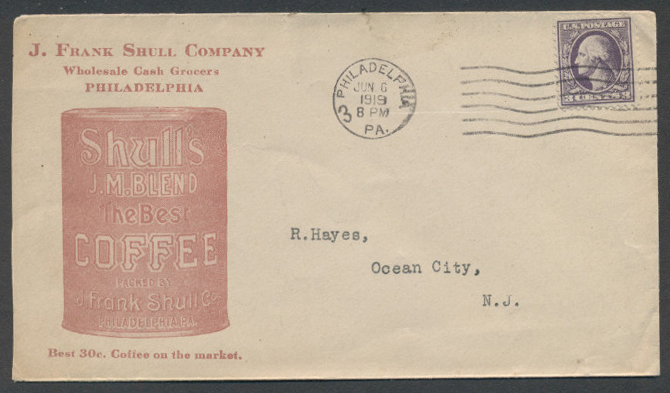 J. FRANK SHULL COMPANY
Wholesale Cash Grocers
PHILADELPHIA
Shull's
J.M. BLEND
The Best
COFFEE
PACKED BY
J. Frank Shull Co.
PHILADELPHIA, PA.
Best 30c. Coffee on the market.
PHILADELPHIA
JUN 6
1919
8 PM
PA.
3
U.S. POSTAGE
3 CENTS 3
R.Hayes,
Ocean City,
N.J.